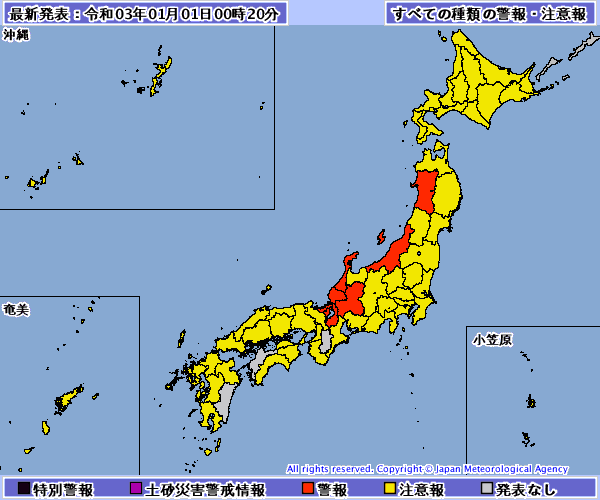 最新発表：令和03年01月01日00時20分
すべての種類の警報・注意報
沖縄
奄美
小笠原
All rights reserved. Copyright © Japan Meteorological Agency
特別警報 土砂災害警戒情報 警報 注意報 発表なし